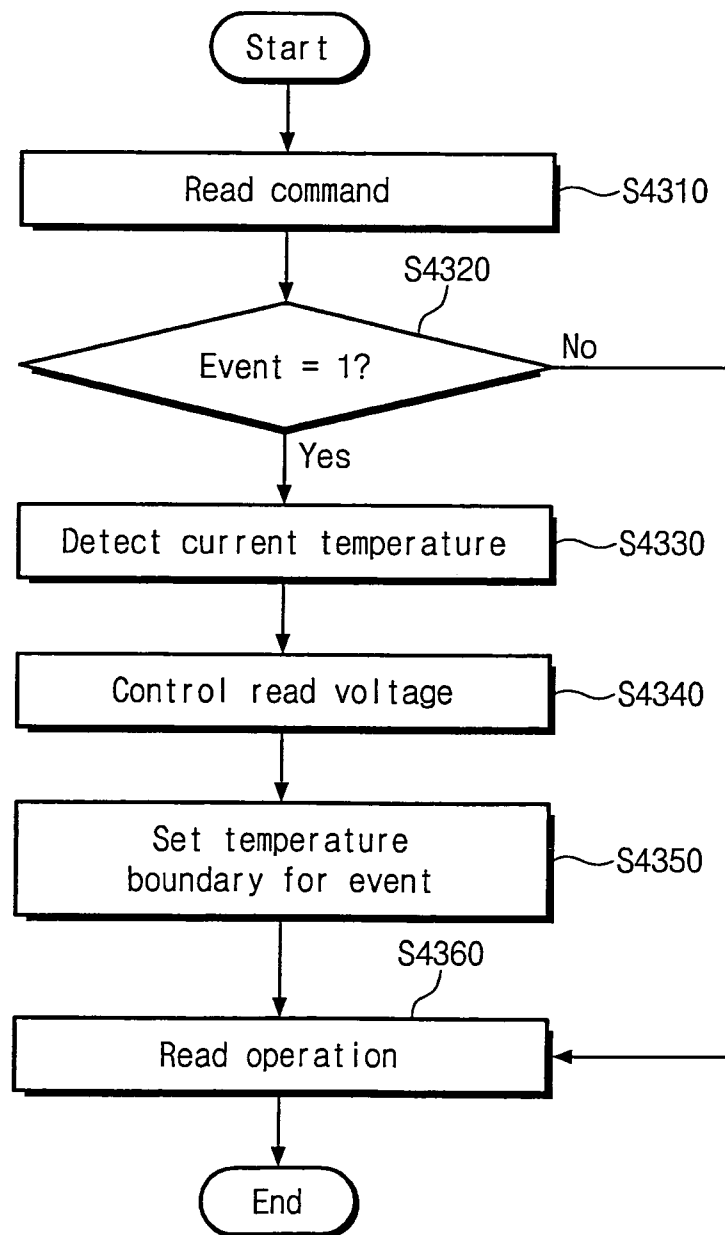 Start
Read command
S4310
S4320
Event = 1?
No
Yes
Detect current temperature
S4330
Control read voltage
S4340
Set temperature
boundary for event
S4350
S4360
Read operation
End